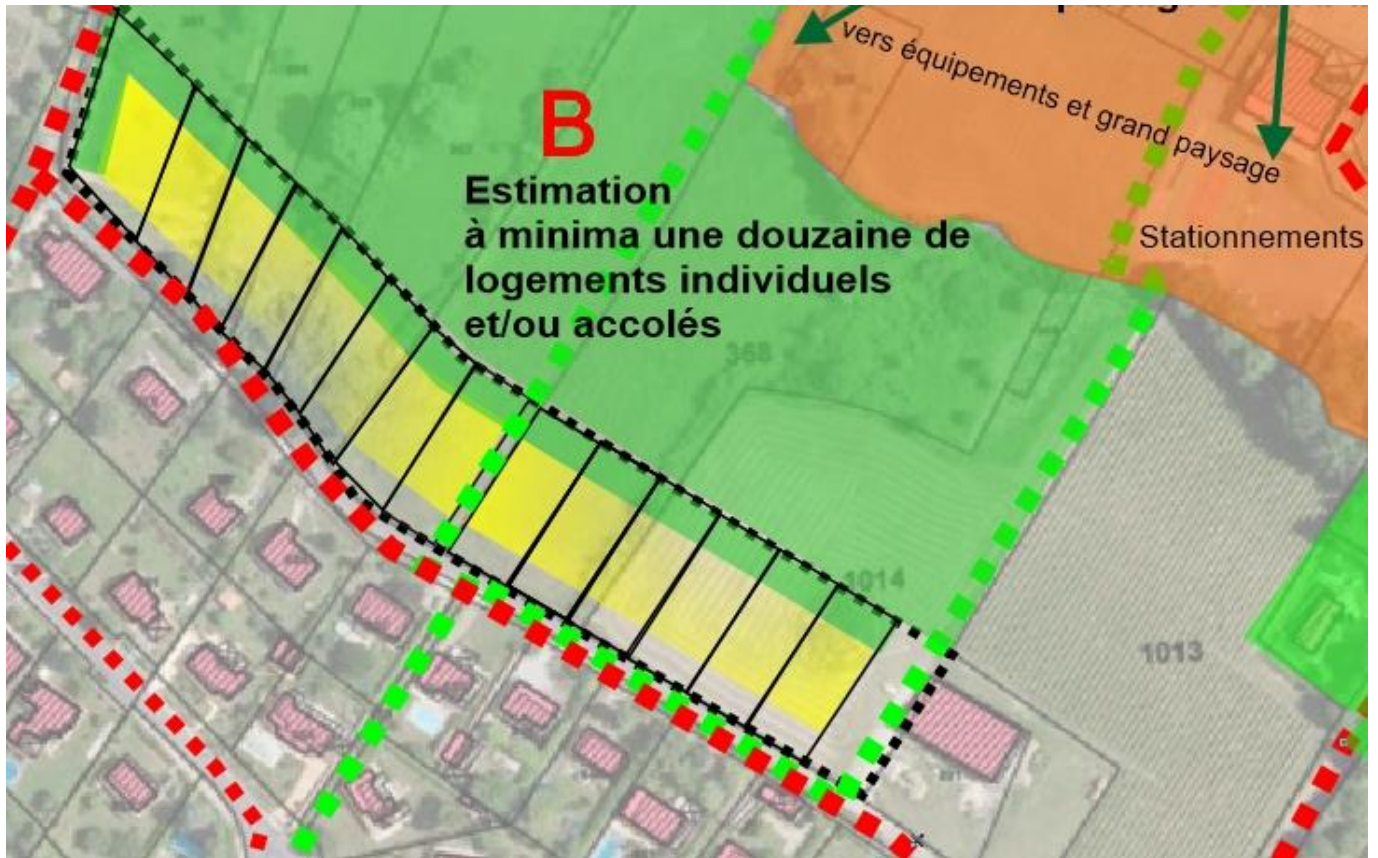 vers équipements et grand paysage
B
Estimation
à minima une douzaine de
logements individuels
et/ou accolés
Stationnements
368
1014
1013